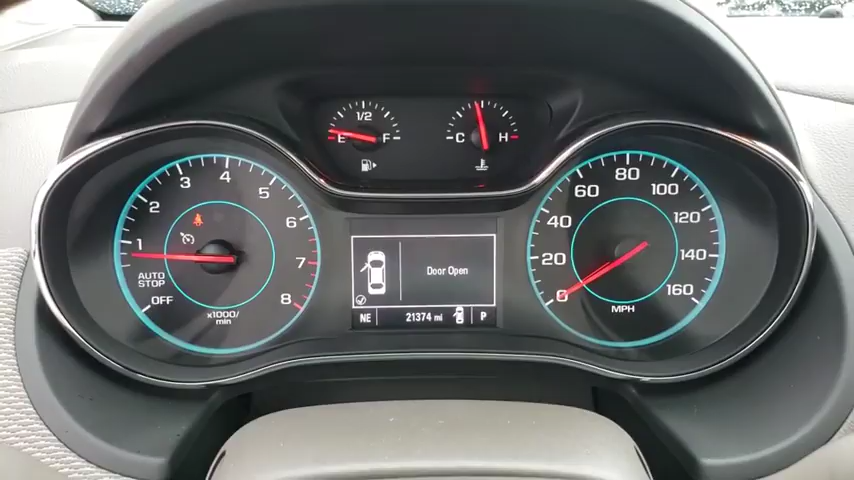 1/2
E F
C H
1 2 3 4 5 6 7 8
AUTO
STOP
OFF
x1000/
min
Door Open
NE 21374 mi P
0 20 40 60 80 100 120 140 160
MPH